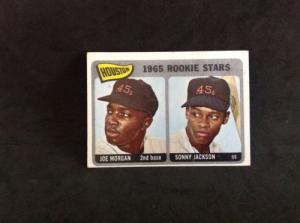 HOUSTON
1965 ROOKIE STARS
45s
45s
JOE MORGAN 2nd base
SONNY JACKSON SS